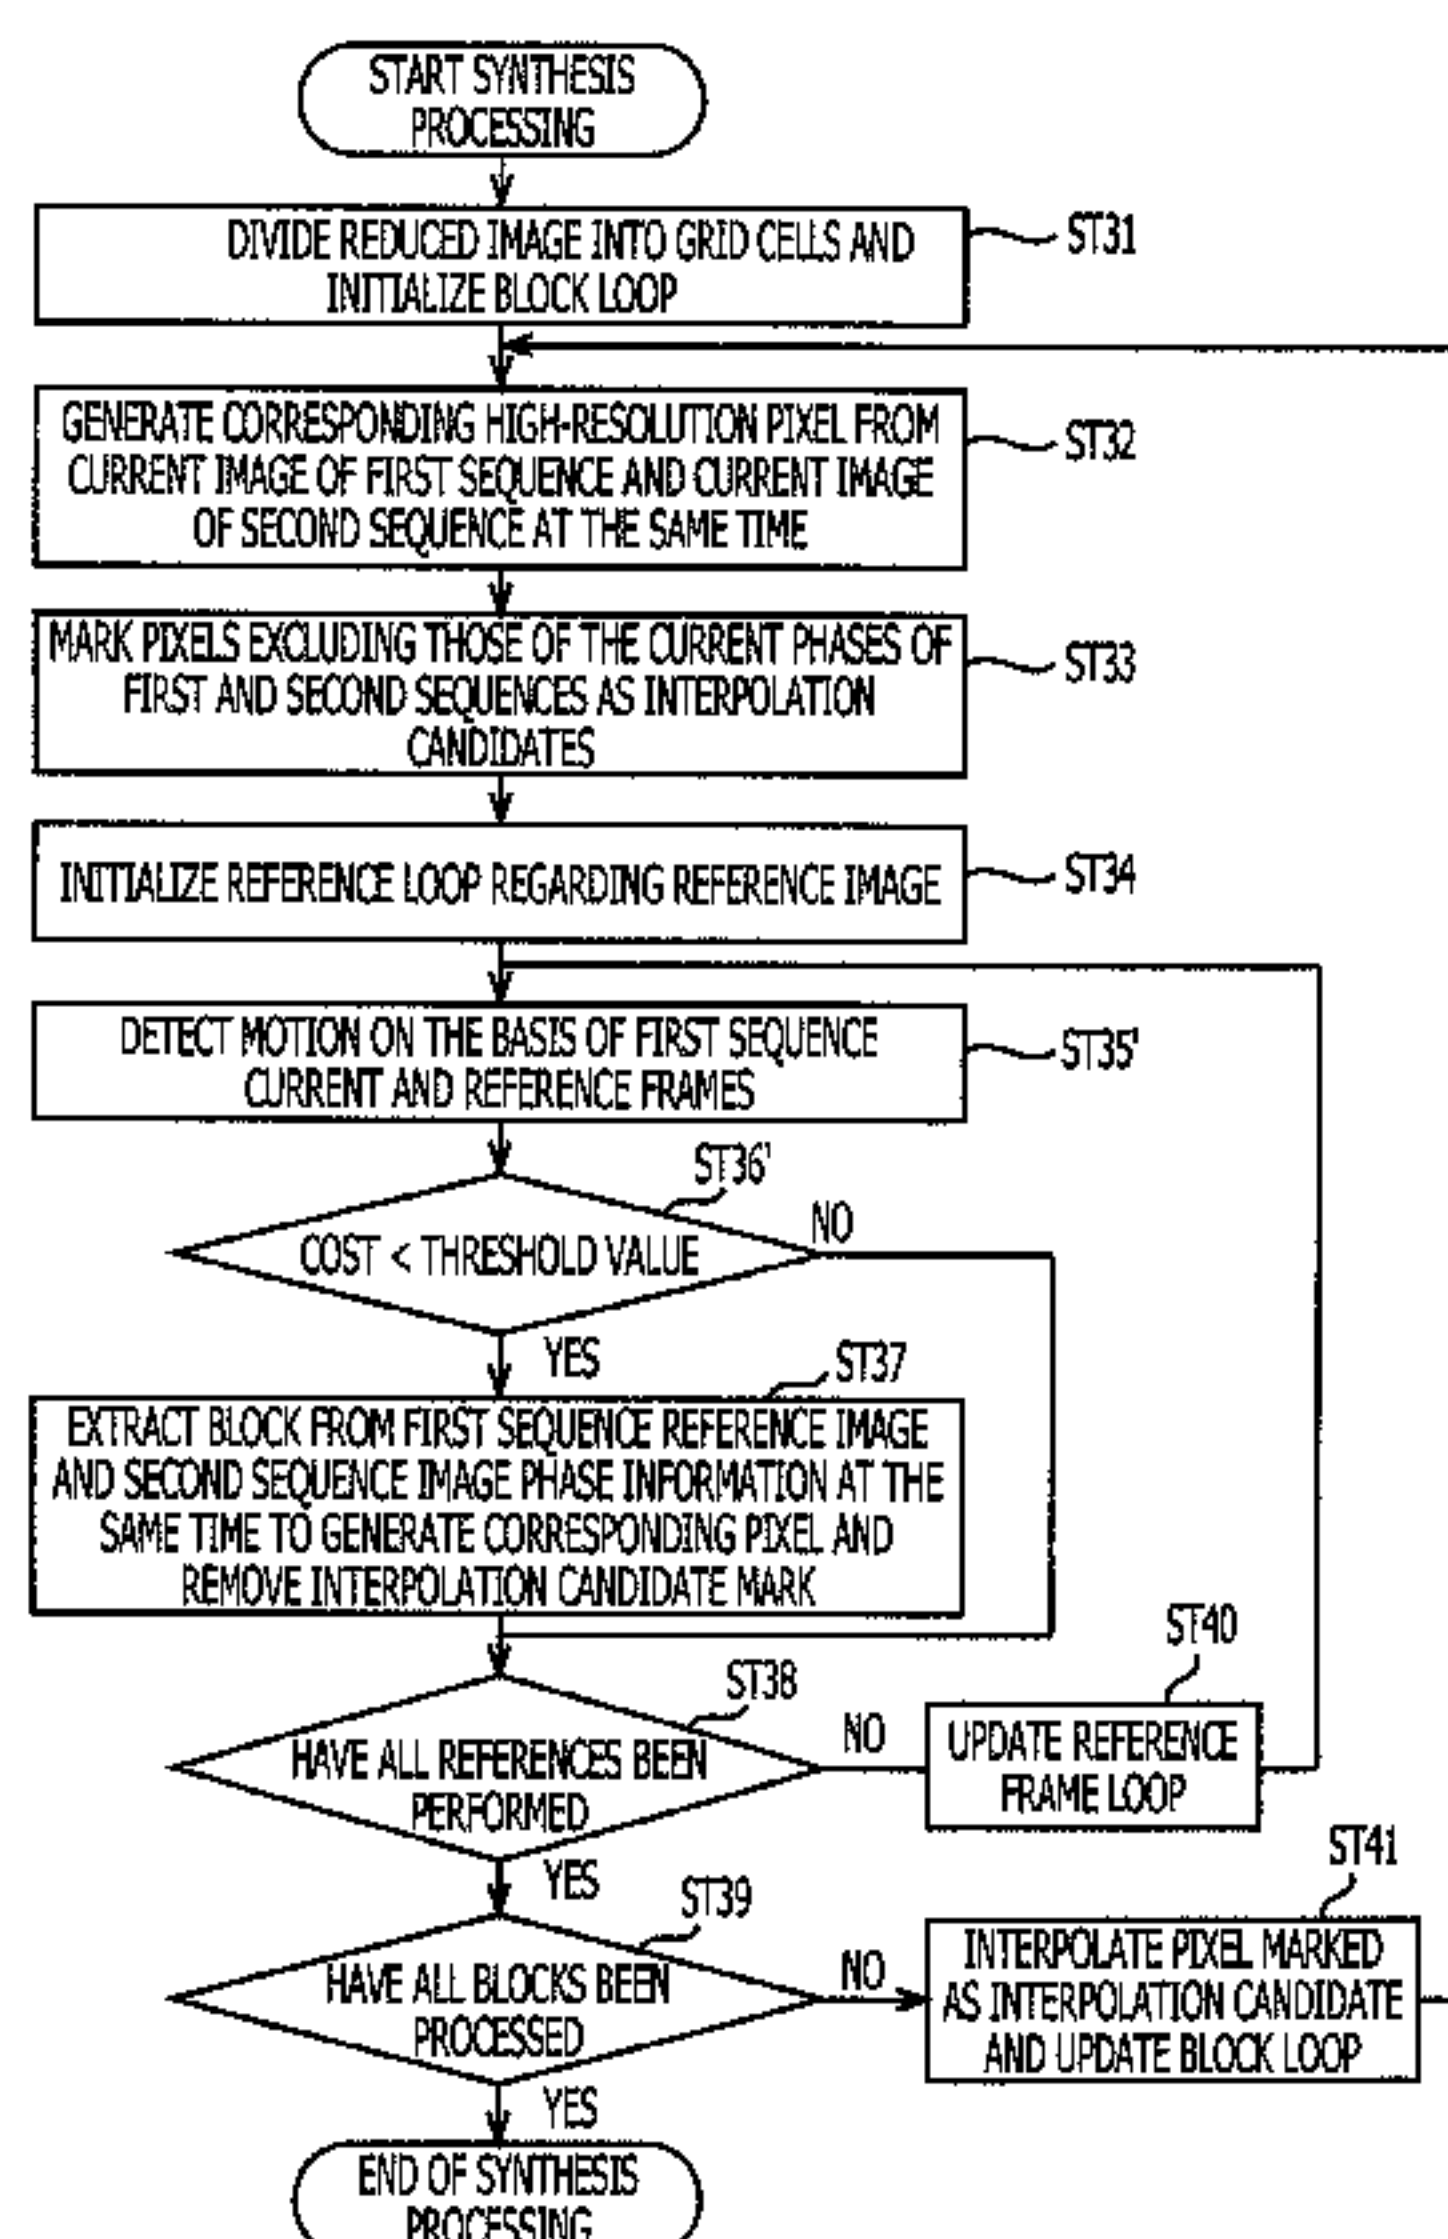 START SYNTHESIS
PROCESSING
DIVIDE REDUCED IMAGE INTO GRID CELLS AND
INITIALIZE BLOCK LOOP
ST31
GENERATE CORRESPONDING HIGH-RESOLUTION PIXEL FROM
CURRENT IMAGE OF FIRST SEQUENCE AND CURRENT IMAGE
OF SECOND SEQUENCE AT THE SAME TIME
ST32
MARK PIXELS EXCLUDING THOSE OF THE CURRENT PHASES OF
FIRST AND SECOND SEQUENCES AS INTERPOLATION
CANDIDATES
ST33
INITIALIZE REFERENCE LOOP REGARDING REFERENCE IMAGE
ST34
DETECT MOTION ON THE BASIS OF FIRST SEQUENCE
CURRENT AND REFERENCE FRAMES
ST35'
ST36'
COST < THRESHOLD VALUE
NO
YES
ST37
EXTRACT BLOCK FROM FIRST SEQUENCE REFERENCE IMAGE
AND SECOND SEQUENCE IMAGE PHASE INFORMATION AT THE
SAME TIME TO GENERATE CORRESPONDING PIXEL AND
REMOVE INTERPOLATION CANDIDATE MARK
ST38
HAVE ALL REFERENCES BEEN
PERFORMED
NO
ST40
UPDATE REFERENCE
FRAME LOOP
YES
ST39
HAVE ALL BLOCKS BEEN
PROCESSED
NO
ST41
INTERPOLATE PIXEL MARKED
AS INTERPOLATION CANDIDATE
AND UPDATE BLOCK LOOP
YES
END OF SYNTHESIS
PROCESSING